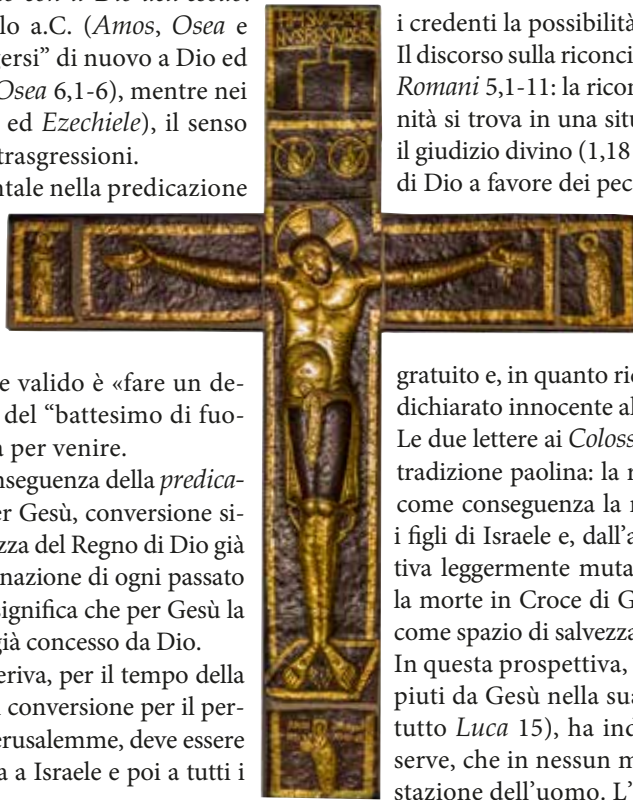 lo a.C. (Amos, Osea e
gersi” di nuovo a Dio ed
Osea 6,1-6), mentre nei
ed Ezechiele), il senso
trasgressioni.
ntale nella predicazione
e valido è «fare un de-
del “battesimo di fuo-
a per venire.
nseguenza della predica-
er Gesù, conversione si-
zza del Regno di Dio già
nazione di ogni passato
significa che per Gesù la
già concesso da Dio.
eriva, per il tempo della
conversione per il per-
erusalemme, deve essere
a a Israele e poi a tutti i
i credenti la possibilità
Il discorso sulla riconci
Romani 5,1-11: la ricon
nità si trova in una situ
il giudizio divino (1,18
di Dio a favore dei pec
gratuito e, in quanto ric
dichiarato innocente al
Le due lettere ai Coloss
tradizione paolina: la r
come conseguenza la r
i figli di Israele e, dall’a
tiva leggermente muta
la morte in Croce di G
come spazio di salvezza
In questa prospettiva,
piuti da Gesù nella sua
tutto Luca 15), ha ind
serve, che in nessun m
stazione dell’uomo. L’